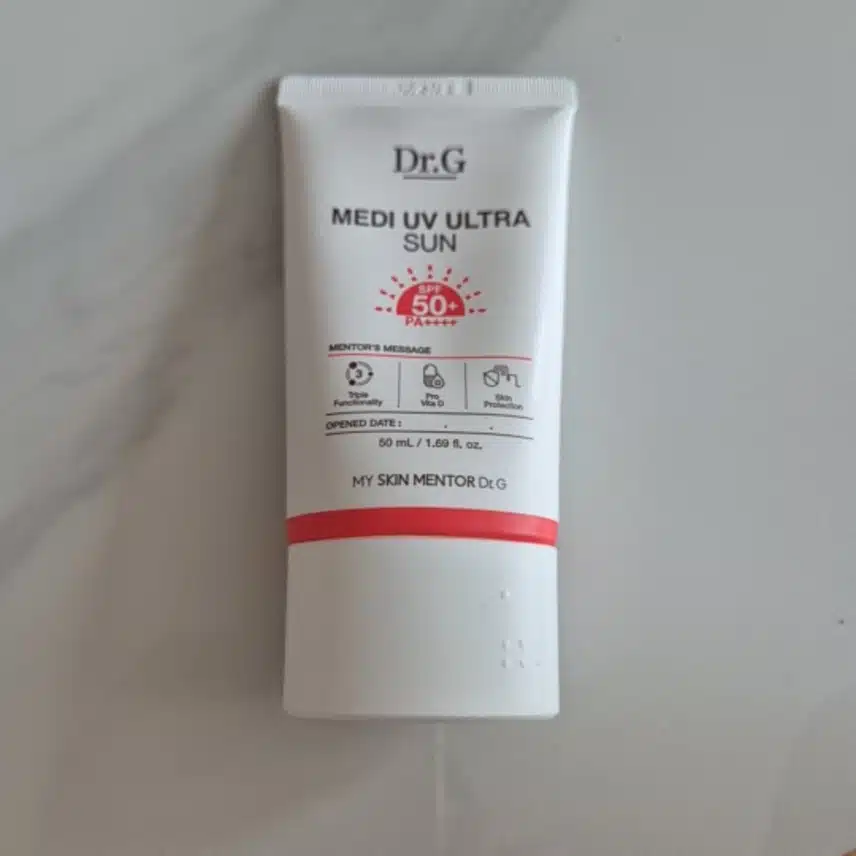 Dr.G
MEDI UV ULTRA
SUN
SPF
50+
PA++++
MENTOR'S MESSAGE
3
Triple
Functionality
Pro
Vita D
Skin
Protection
OPENED DATE : . .
50 mL / 1.69 fl. oz.
MY SKIN MENTOR Dr.G